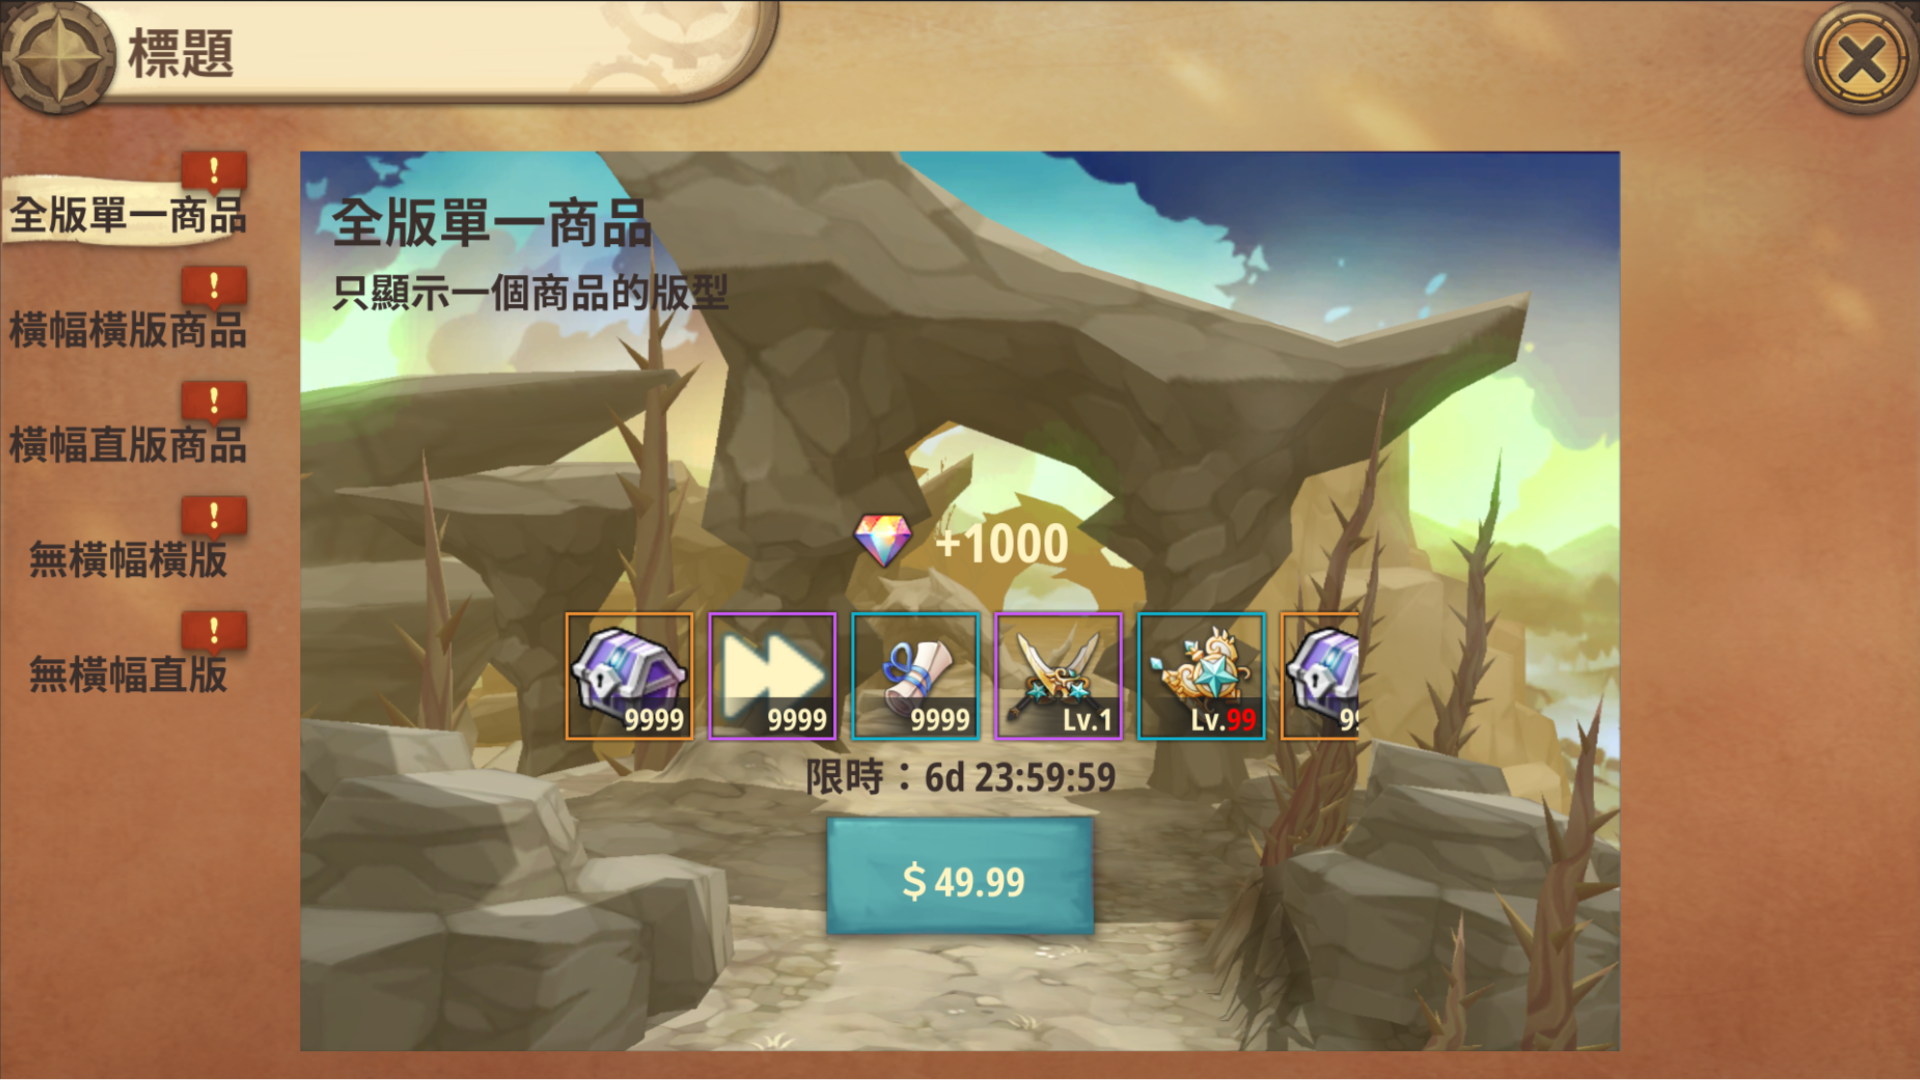 標題
!
全版單一商品
!
橫幅橫版商品
!
橫幅直版商品
!
無橫幅橫版
!
無橫幅直版
全版單一商品
只顯示一個商品的版型
+1000
9999
9999
9999
Lv.1
Lv.99
限時：6d 23:59:59
$ 49.99